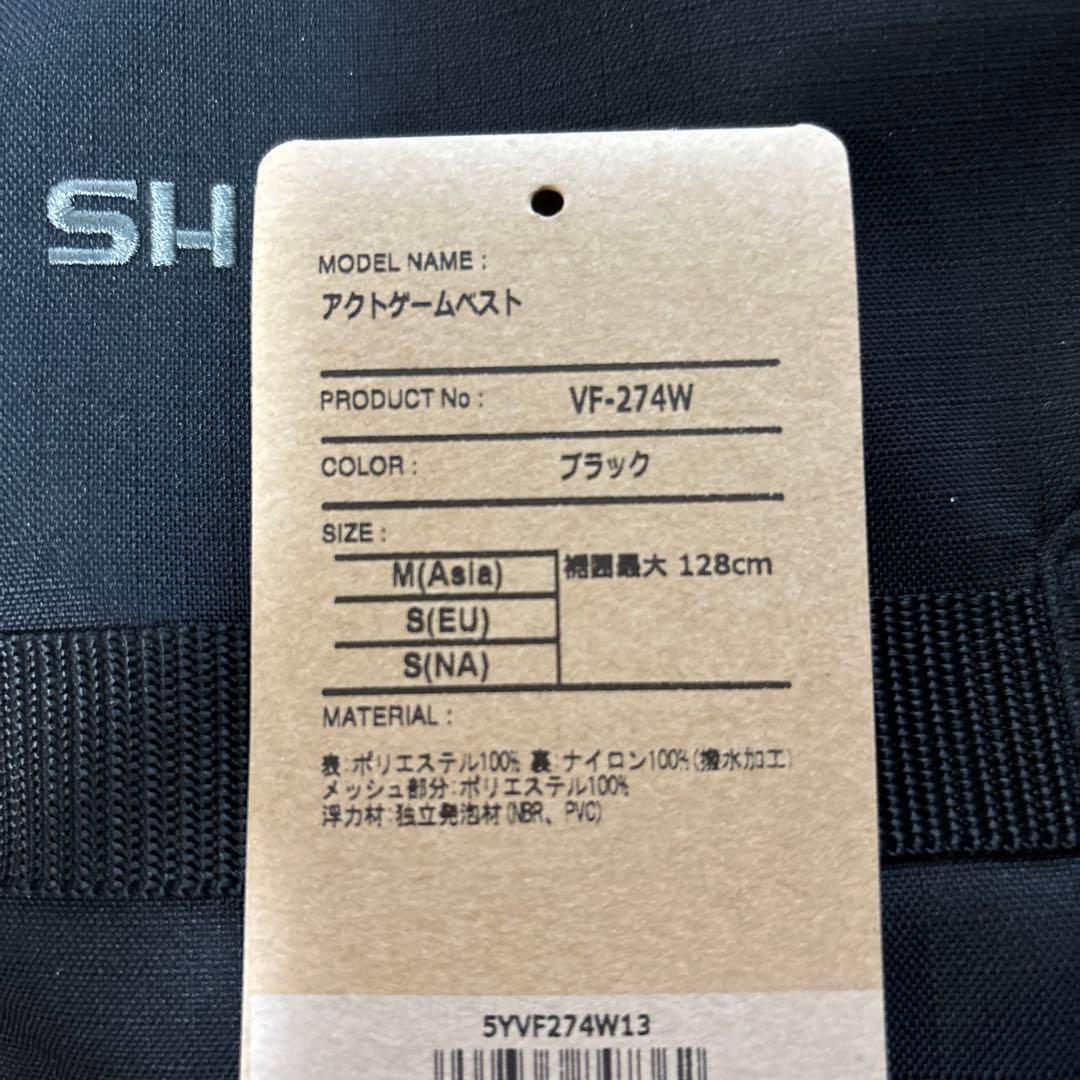 SH
MODEL NAME :
アクトゲームベスト
PRODUCT No : VF-274W
COLOR : ブラック
SIZE :
M(Asia) 裾囲最大 128cm
S(EU)
S(NA)
MATERIAL :
表:ポリエステル100% 裏:ナイロン100%(撥水加工)
メッシュ部分:ポリエステル100%
浮力材:独立発泡材(NBR、PVC)
5YVF274W13